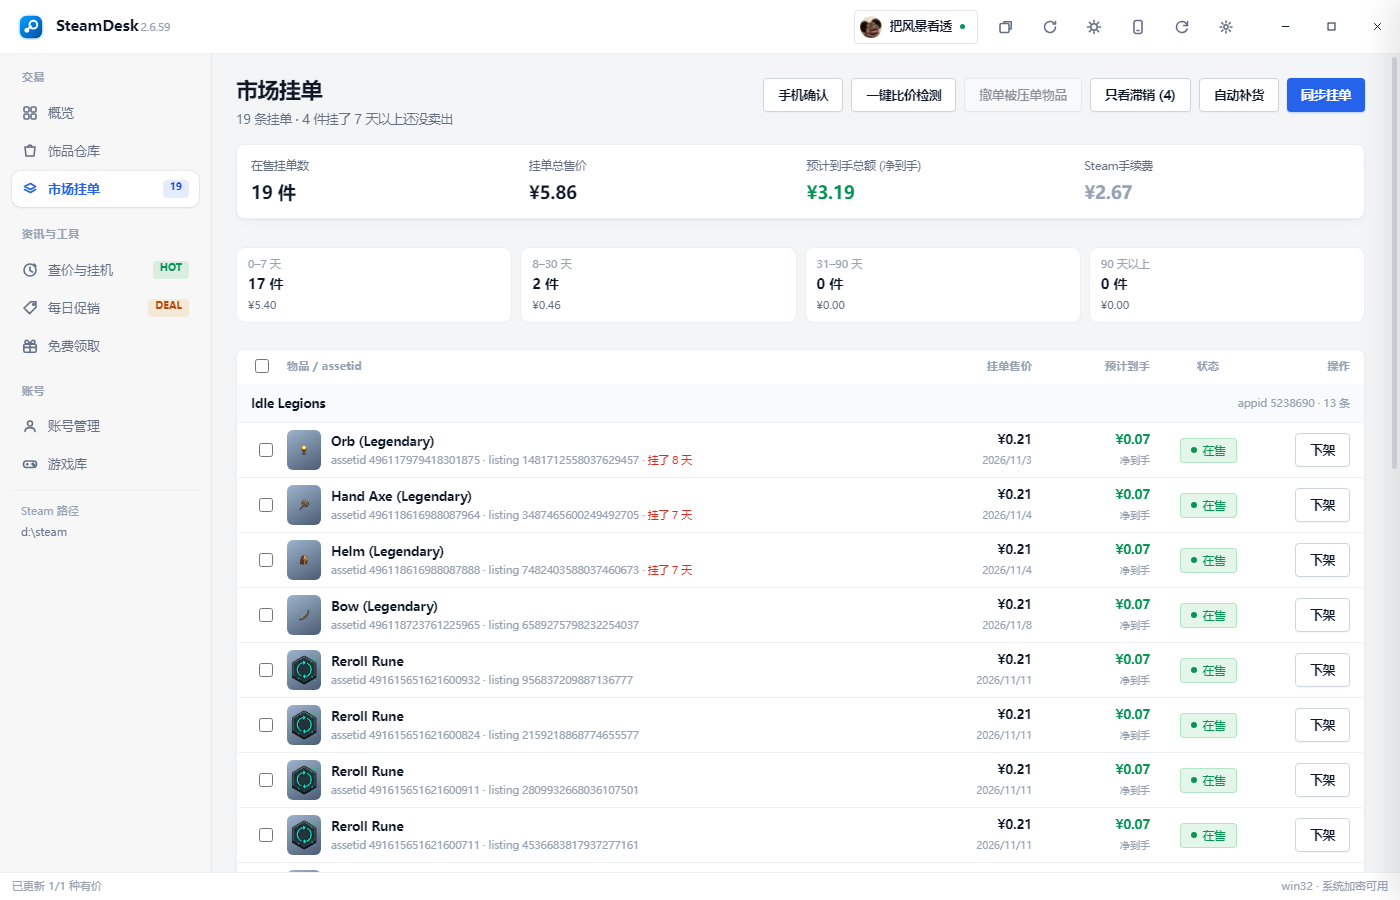 SteamDesk 2.6.59
把风景看透
交易
概览
饰品仓库
市场挂单 19
资讯与工具
查价与挂机 HOT
每日促销 DEAL
免费领取
账号
账号管理
游戏库
Steam 路径
d:\steam
市场挂单
19 条挂单 · 4 件挂了 7 天以上还没卖出
手机确认 一键比价检测 撤单被压单物品 只看滞销 (4) 自动补货 同步挂单
在售挂单数 挂单总售价 预计到手总额 (净到手) Steam手续费
19 件 ¥5.86 ¥3.19 ¥2.67
0–7 天 8–30 天 31–90 天 90 天以上
17 件 2 件 0 件 0 件
¥5.40 ¥0.46 ¥0.00 ¥0.00
物品 / assetid 挂单售价 预计到手 状态 操作
Idle Legions appid 5238690 · 13 条
Orb (Legendary) ¥0.21 ¥0.07 在售 下架
assetid 496117979418301875 · listing 1481712558037629457 · 挂了 8 天 2026/11/3 净到手
Hand Axe (Legendary) ¥0.21 ¥0.07 在售 下架
assetid 496118616988087964 · listing 3487465600249492705 · 挂了 7 天 2026/11/4 净到手
Helm (Legendary) ¥0.21 ¥0.07 在售 下架
assetid 496118616988087888 · listing 7482403588037460673 · 挂了 7 天 2026/11/4 净到手
Bow (Legendary) ¥0.21 ¥0.07 在售 下架
assetid 496118723761225965 · listing 6589275798232254037 2026/11/8 净到手
Reroll Rune ¥0.21 ¥0.07 在售 下架
assetid 491615651621600932 · listing 956837209887136777 2026/11/11 净到手
Reroll Rune ¥0.21 ¥0.07 在售 下架
assetid 491615651621600824 · listing 2159218868774655577 2026/11/11 净到手
Reroll Rune ¥0.21 ¥0.07 在售 下架
assetid 491615651621600911 · listing 2809932668036107501 2026/11/11 净到手
Reroll Rune ¥0.21 ¥0.07 在售 下架
assetid 491615651621600711 · listing 4536683817937277161 2026/11/11 净到手
已更新 1/1 种有价 win32 · 系统加密可用